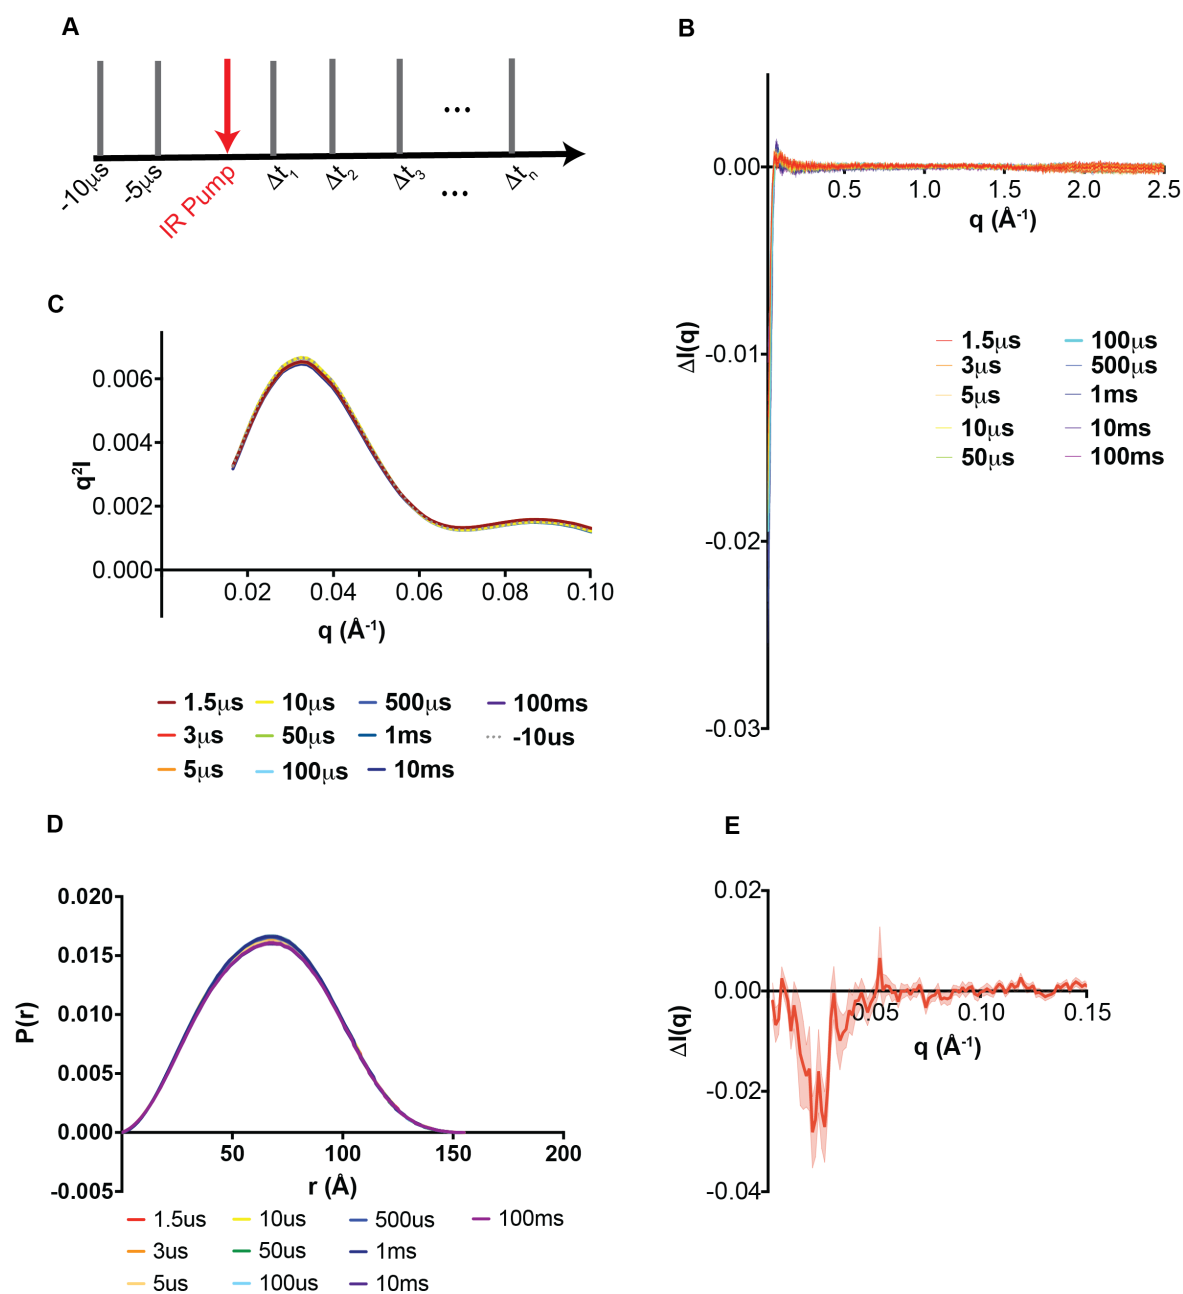 A
-10μs
-5μs
IR Pump
Δt1
Δt2
Δt3
...
...
Δtn
B
0.00
-0.01
-0.02
-0.03
0.5
1.0
1.5
2.0
2.5
q (Å-1)
ΔI(q)
1.5μs
3μs
5μs
10μs
50μs
100μs
500μs
1ms
10ms
100ms
C
0.006
0.004
0.002
0.000
0.02
0.04
0.06
0.08
0.10
q2I
q (Å-1)
1.5μs
3μs
5μs
10μs
50μs
100μs
500μs
1ms
10ms
100ms
-10us
D
0.020
0.015
0.010
0.005
0.000
-0.005
50
100
150
200
P(r)
r (Å)
1.5us
3us
5us
10us
50us
100us
500us
1ms
10ms
100ms
E
0.02
0.00
-0.02
-0.04
0.05
0.10
0.15
ΔI(q)
q (Å-1)